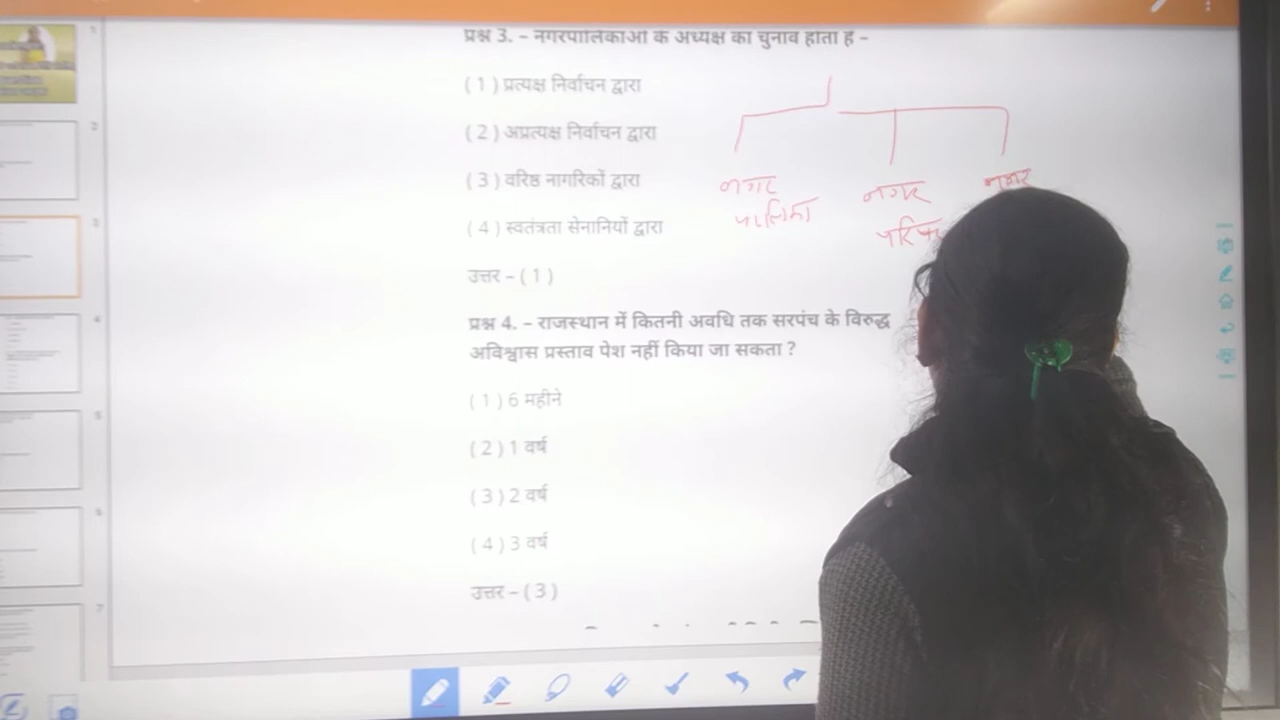 प्रश्न 3. – नगरपालिकाओं के अध्यक्ष का चुनाव होता है –
( 1 ) प्रत्यक्ष निर्वाचन द्वारा
( 2 ) अप्रत्यक्ष निर्वाचन द्वारा
( 3 ) वरिष्ठ नागरिकों द्वारा
( 4 ) स्वतंत्रता सेनानियों द्वारा
उत्तर – ( 1 )
नगर
पालिका
नगर
नगर
प्रश्न 4. – राजस्थान में कितनी अवधि तक सरपंच के विरुद्ध
अविश्वास प्रस्ताव पेश नहीं किया जा सकता ?
( 1 ) 6 महीने
( 2 ) 1 वर्ष
( 3 ) 2 वर्ष
( 4 ) 3 वर्ष
उत्तर – ( 3 )